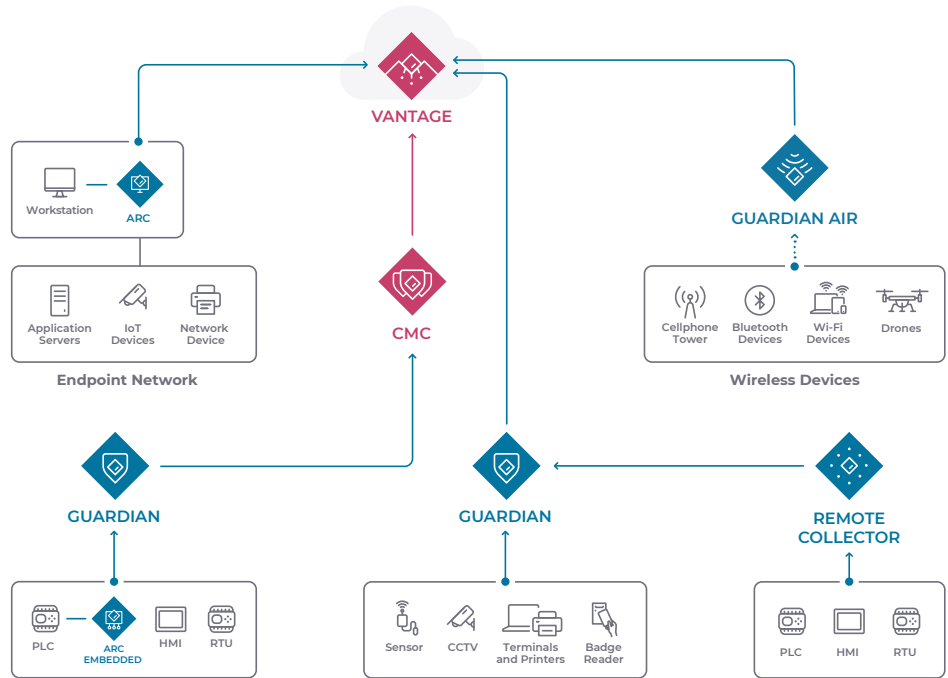 VANTAGE
Workstation
ARC
GUARDIAN AIR
CMC
Application
Servers
IoT
Devices
Network
Device
Endpoint Network
Cellphone
Tower
Bluetooth
Devices
Wi-Fi
Devices
Drones
Wireless Devices
GUARDIAN
GUARDIAN
REMOTE
COLLECTOR
PLC
ARC
EMBEDDED
HMI
RTU
Sensor
CCTV
Terminals
and Printers
Badge
Reader
PLC
HMI
RTU